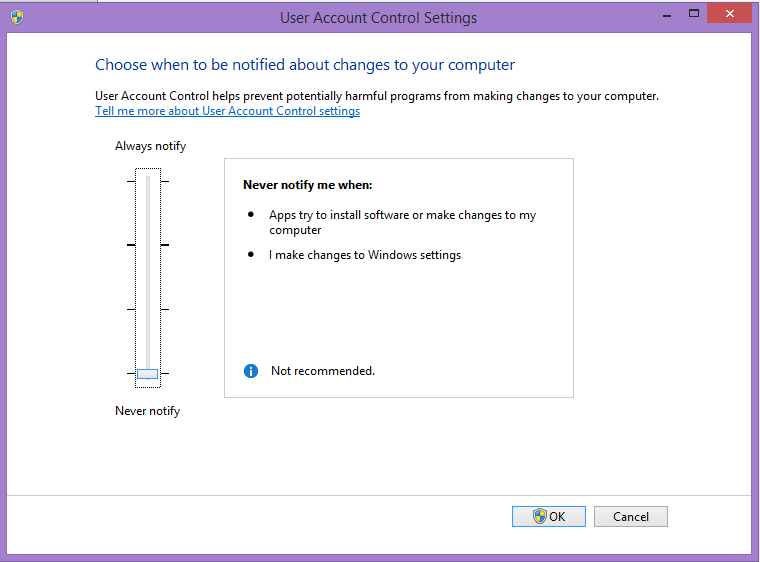 User Account Control Settings
Choose when to be notified about changes to your computer
User Account Control helps prevent potentially harmful programs from making changes to your computer.
Tell me more about User Account Control settings
Always notify
Never notify me when:
Apps try to install software or make changes to my
computer
I make changes to Windows settings
Not recommended.
Never notify
OK
Cancel